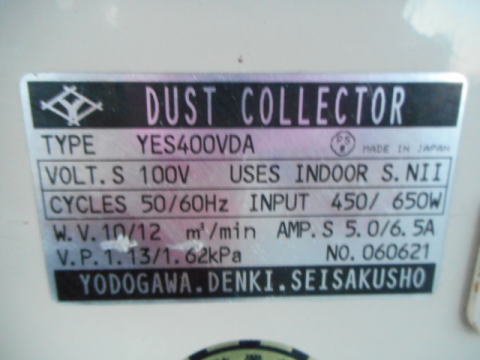 DUST COLLECTOR
TYPE YES400VDA PS E MADE IN JAPAN
VOLT.S 100V USES INDOOR S.NII
CYCLES 50/60Hz INPUT 450/ 650W
W.V.10/12 m³/min AMP.S 5.0/6.5A
V.P.1.13/1.62kPa NO.060621
YODOGAWA.DENKI.SEISAKUSHO